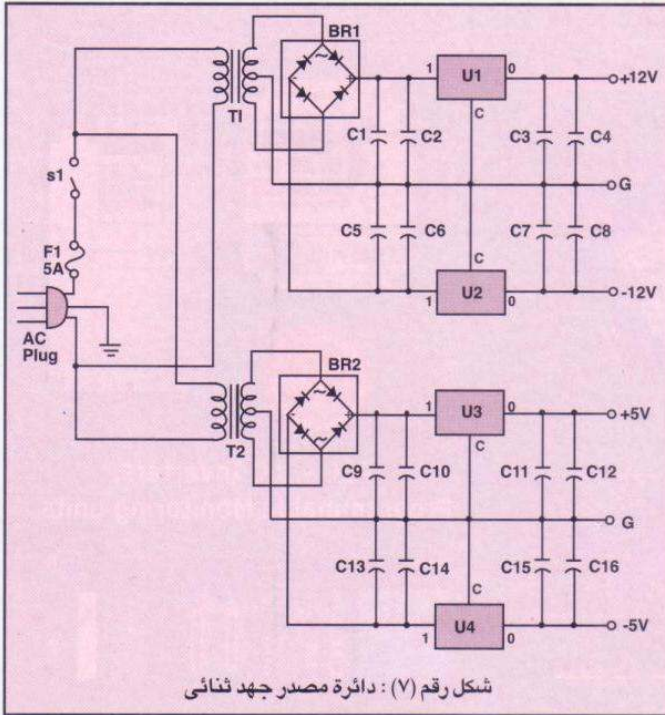 BR1
1 U1 0 +12V
T1
C
C1 C2 C3 C4
s1
G
C5 C6 C7 C8
F1
5A
C
1 U2 0 -12V
AC
Plug
BR2
1 U3 0 +5V
T2
C
C9 C10 C11 C12
G
C13 C14 C15 C16
C
1 U4 0 -5V
شكل رقم (٧) : دائرة مصدر جهد ثنائى